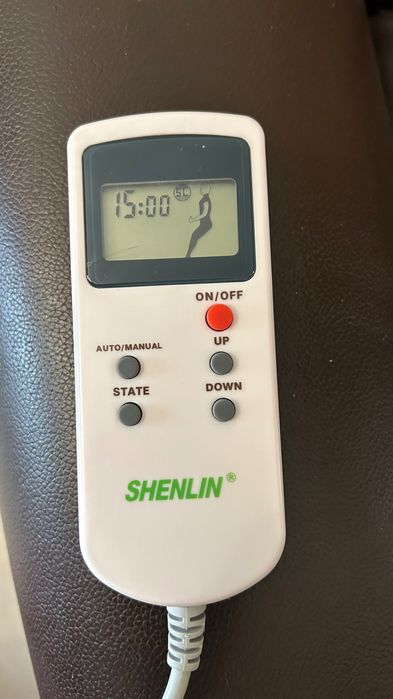 15:00
ON/OFF
AUTO/MANUAL UP
STATE DOWN
SHENLIN®